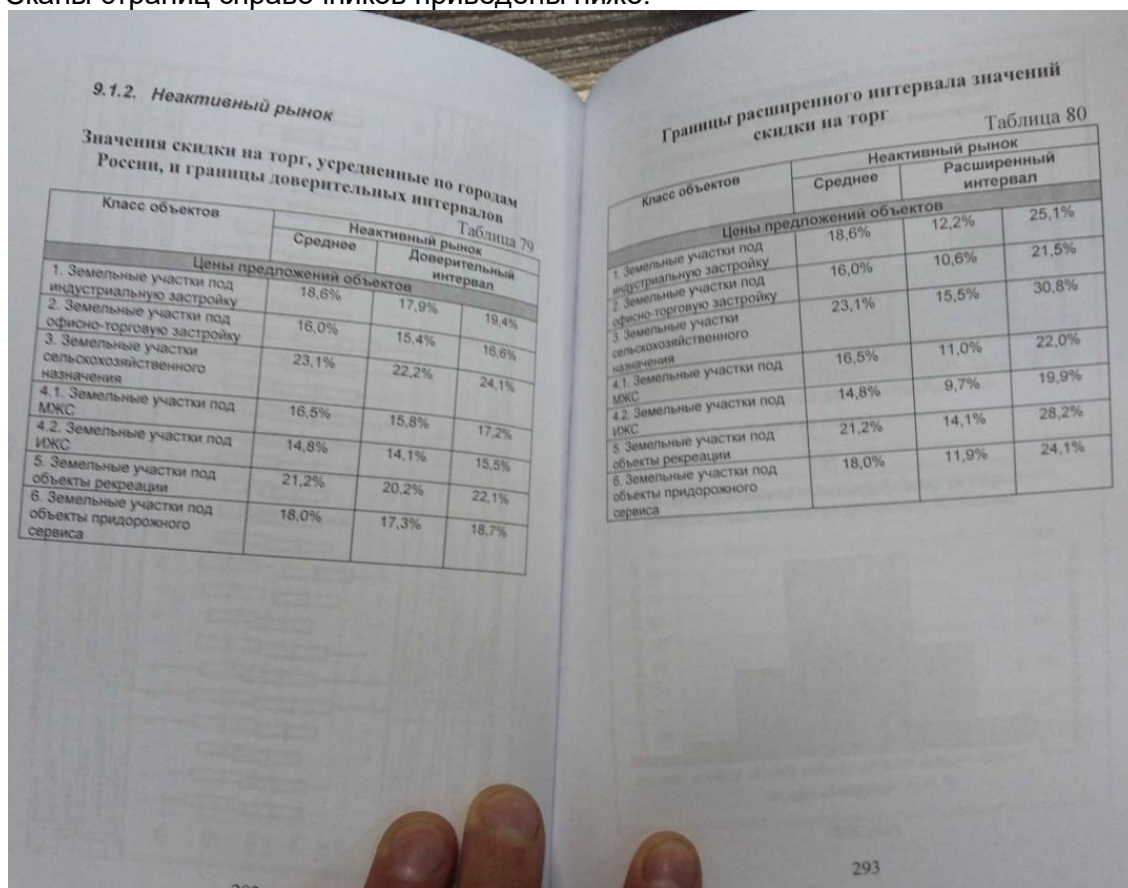 Сканы страниц справочников приведены ниже.
9.1.2. Неактивный рынок
Значения скидки на торг, усредненные по городам
России, и границы доверительных интервалов
Таблица 79
Класс объектов
Неактивный рынок
Среднее
Доверительный
интервал
Цены предложений объектов
1. Земельные участки под
индустриальную застройку
18,6% 17,9% 19,4%
2. Земельные участки под
офисно-торговую застройку
16,0% 15,4% 16,6%
3. Земельные участки
сельскохозяйственного
назначения
23,1% 22,2% 24,1%
4.1. Земельные участки под
МЖС
16,5% 15,8% 17,2%
4.2. Земельные участки под
ИЖС
14,8% 14,1% 15,5%
5. Земельные участки под
объекты рекреации
21,2% 20,2% 22,1%
6. Земельные участки под
объекты придорожного
сервиса
18,0% 17,3% 18,7%
Границы расширенного интервала значений
скидки на торг
Таблица 80
Класс объектов
Неактивный рынок
Среднее
Расширенный
интервал
Цены предложений объектов
1. Земельные участки под
индустриальную застройку
18,6% 12,2% 25,1%
2. Земельные участки под
офисно-торговую застройку
16,0% 10,6% 21,5%
3. Земельные участки
сельскохозяйственного
назначения
23,1% 15,5% 30,8%
4.1. Земельные участки под
МЖС
16,5% 11,0% 22,0%
4.2. Земельные участки под
ИЖС
14,8% 9,7% 19,9%
5. Земельные участки под
объекты рекреации
21,2% 14,1% 28,2%
6. Земельные участки под
объекты придорожного
сервиса
18,0% 11,9% 24,1%
293